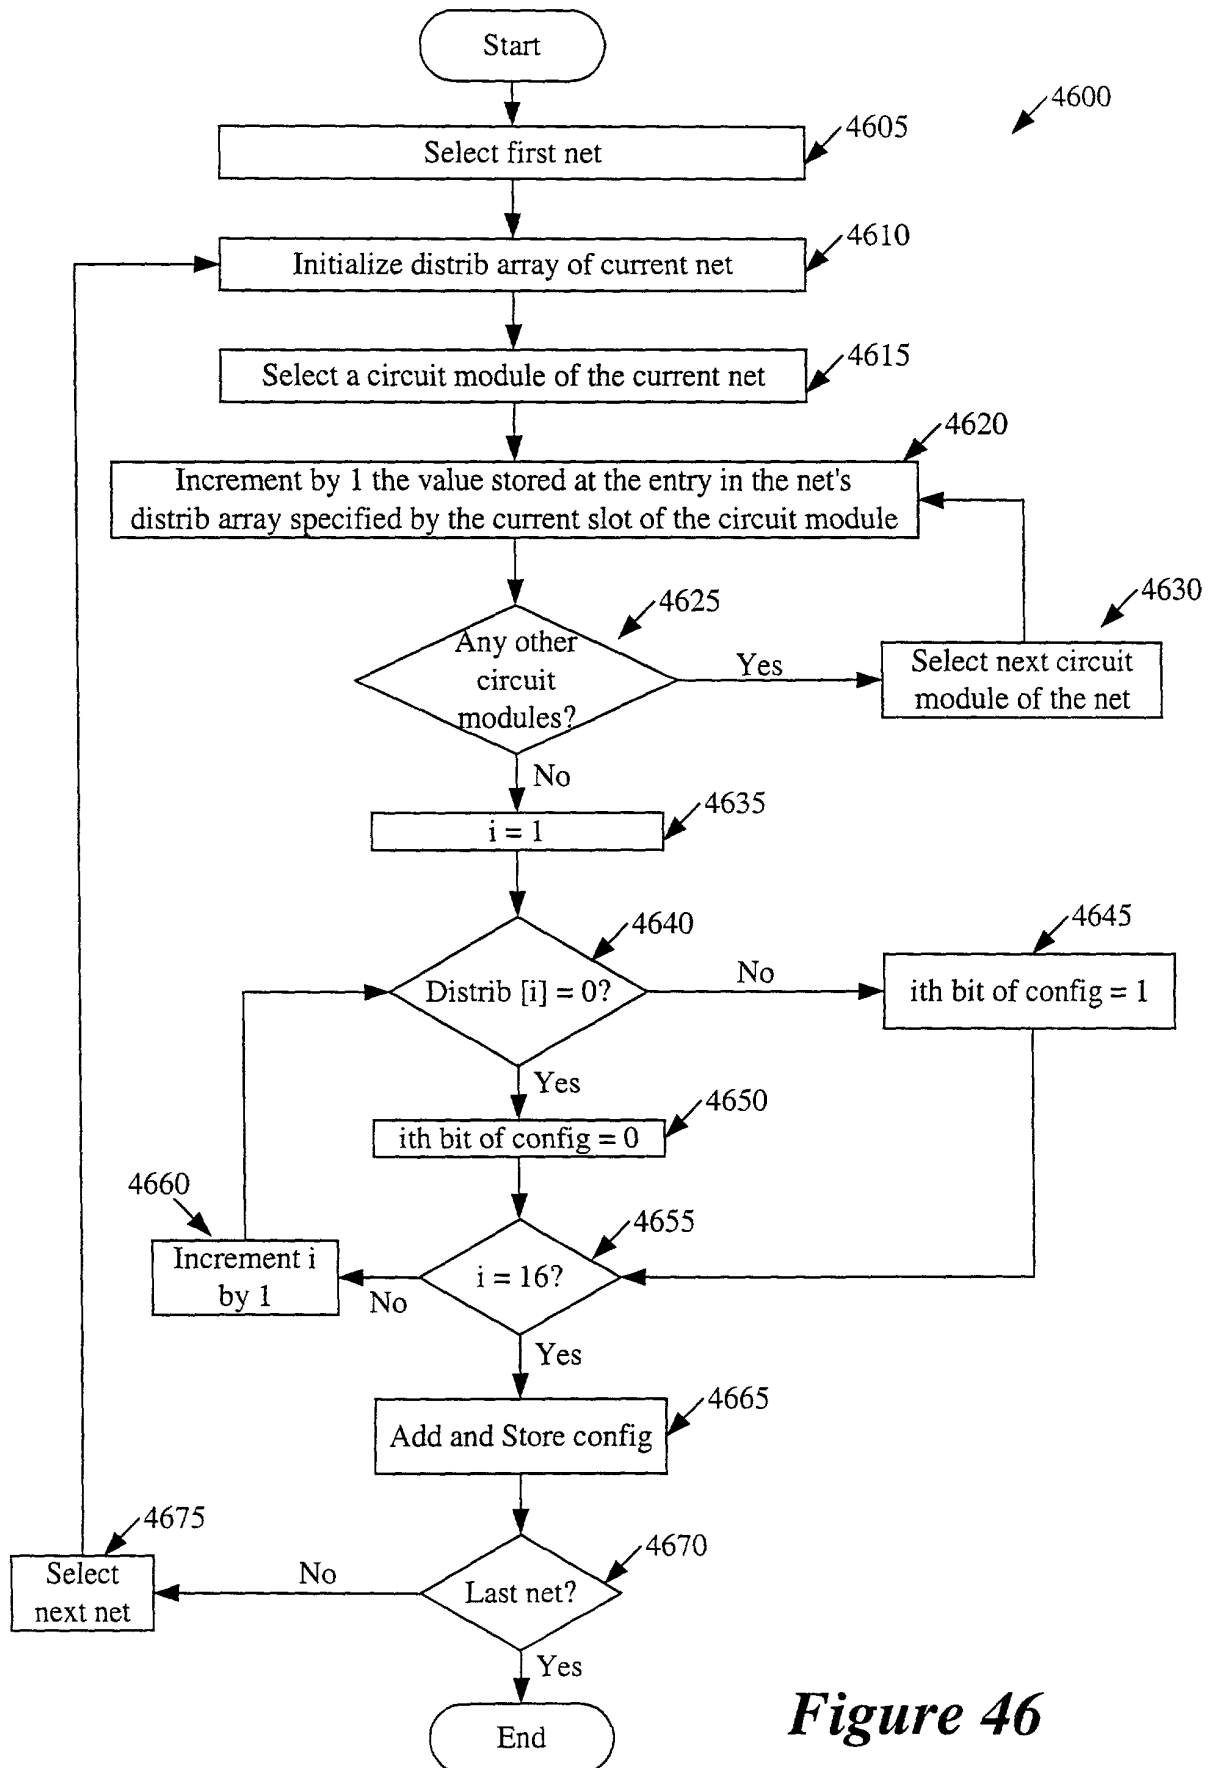 Start
4600
4605
Select first net
4610
Initialize distrib array of current net
4615
Select a circuit module of the current net
4620
Increment by 1 the value stored at the entry in the net's
distrib array specified by the current slot of the circuit module
4625
4630
Any other
circuit
modules?
Yes
Select next circuit
module of the net
No
4635
i = 1
4640
4645
Distrib [i] = 0?
No
ith bit of config = 1
Yes
4650
ith bit of config = 0
4660
4655
Increment i
by 1
No
i = 16?
Yes
4665
Add and Store config
4675
4670
Select
next net
No
Last net?
Yes
End
Figure 46